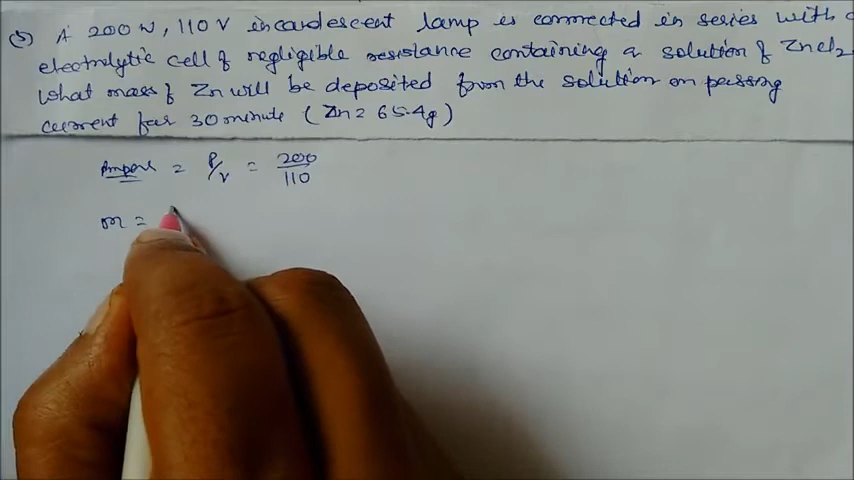 (5) A 200 W, 110 V incandescent lamp is connected in series with a
electrolytic cell of negligible resistance containing a solution of ZnCl2
What mass of Zn will be deposited from the solution on passing
current for 30 minute (Zn = 65.4g)
Ampere = P/V = 200/110
m =